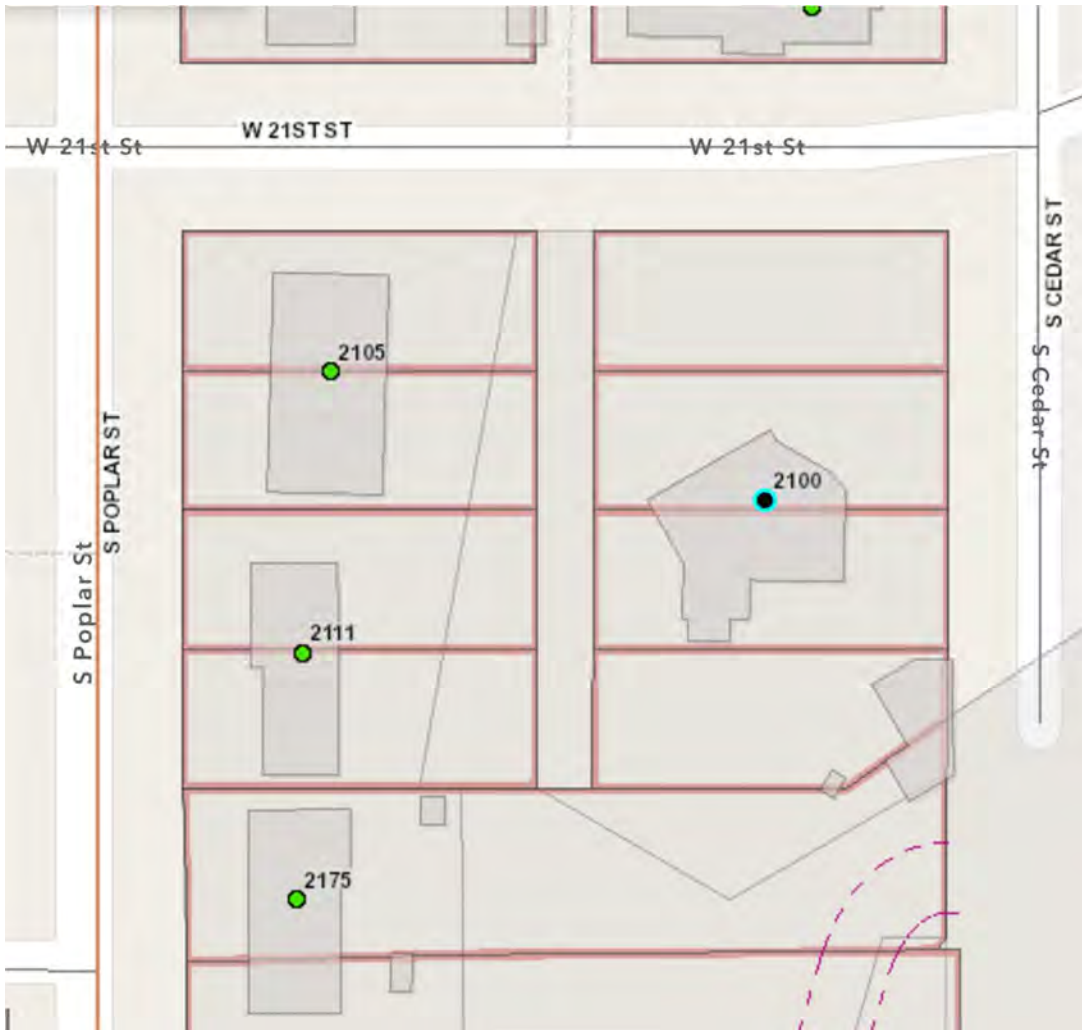 W 21ST ST
W 21st St
W 21st St
S CEDAR ST
S Cedar St
2105
S POPLAR ST
2100
S Poplar St
2111
2175